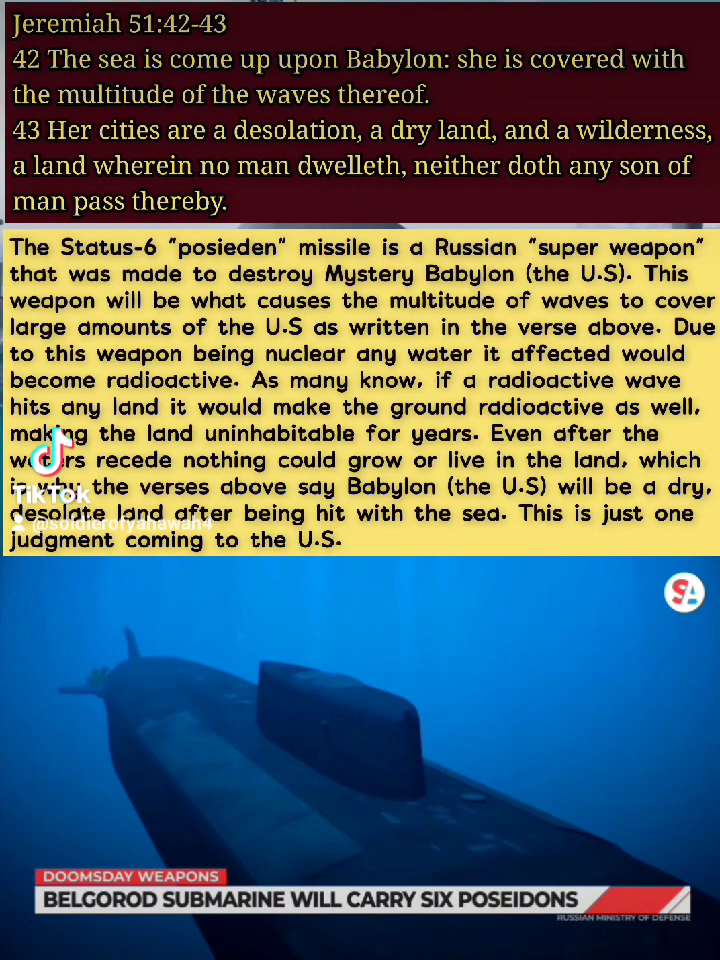 Jeremiah 51:42-43
42 The sea is come up upon Babylon: she is covered with
the multitude of the waves thereof.
43 Her cities are a desolation, a dry land, and a wilderness,
a land wherein no man dwelleth, neither doth any son of
man pass thereby.
The Status-6 "posieden" missile is a Russian "super weapon"
that was made to destroy Mystery Babylon (the U.S). This
weapon will be what causes the multitude of waves to cover
large amounts of the U.S as written in the verse above. Due
to this weapon being nuclear any water it affected would
become radioactive. As many know, if a radioactive wave
hits any land it would make the ground radioactive as well,
making the land uninhabitable for years. Even after the
waters recede nothing could grow or live in the land, which
is why the verses above say Babylon (the U.S) will be a dry,
desolate land after being hit with the sea. This is just one
judgment coming to the U.S.
TikTok
@soldierofyahawah4
SA
DOOMSDAY WEAPONS
BELGOROD SUBMARINE WILL CARRY SIX POSEIDONS
RUSSIAN MINISTRY OF DEFENSE